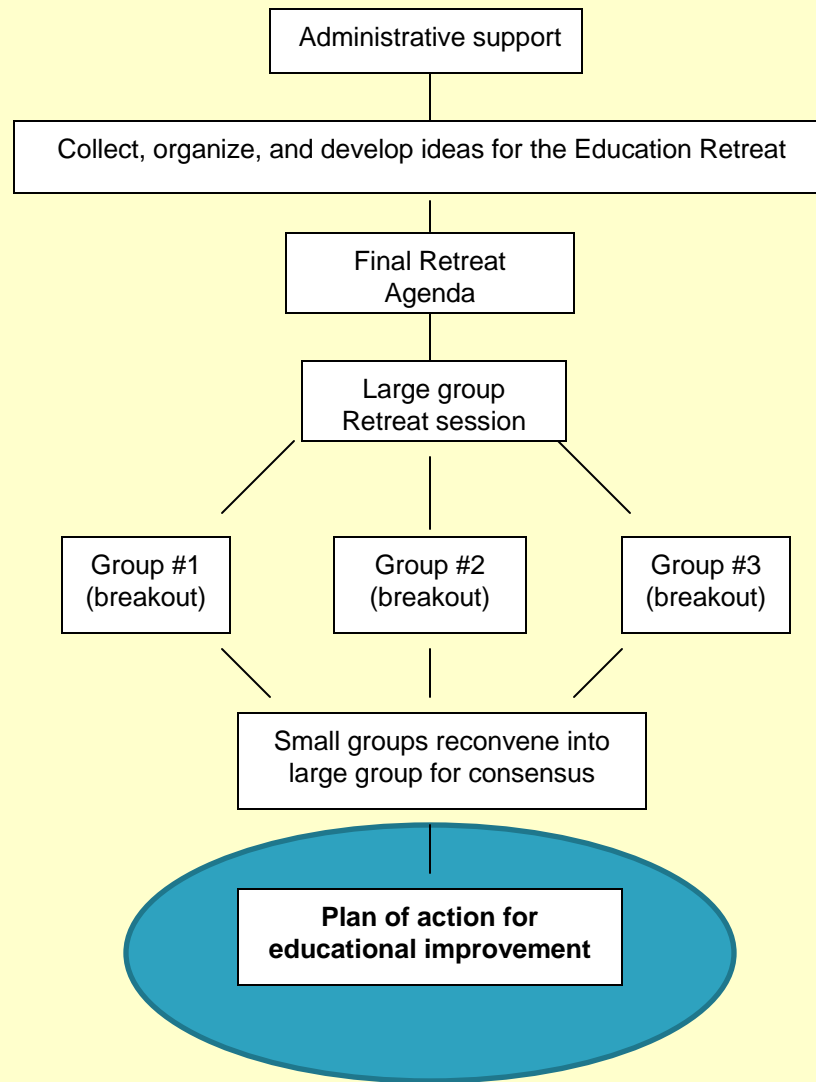 Administrative support
Collect, organize, and develop ideas for the Education Retreat
Final Retreat
Agenda
Large group
Retreat session
Group #1
(breakout)
Group #2
(breakout)
Group #3
(breakout)
Small groups reconvene into
large group for consensus
Plan of action for
educational improvement